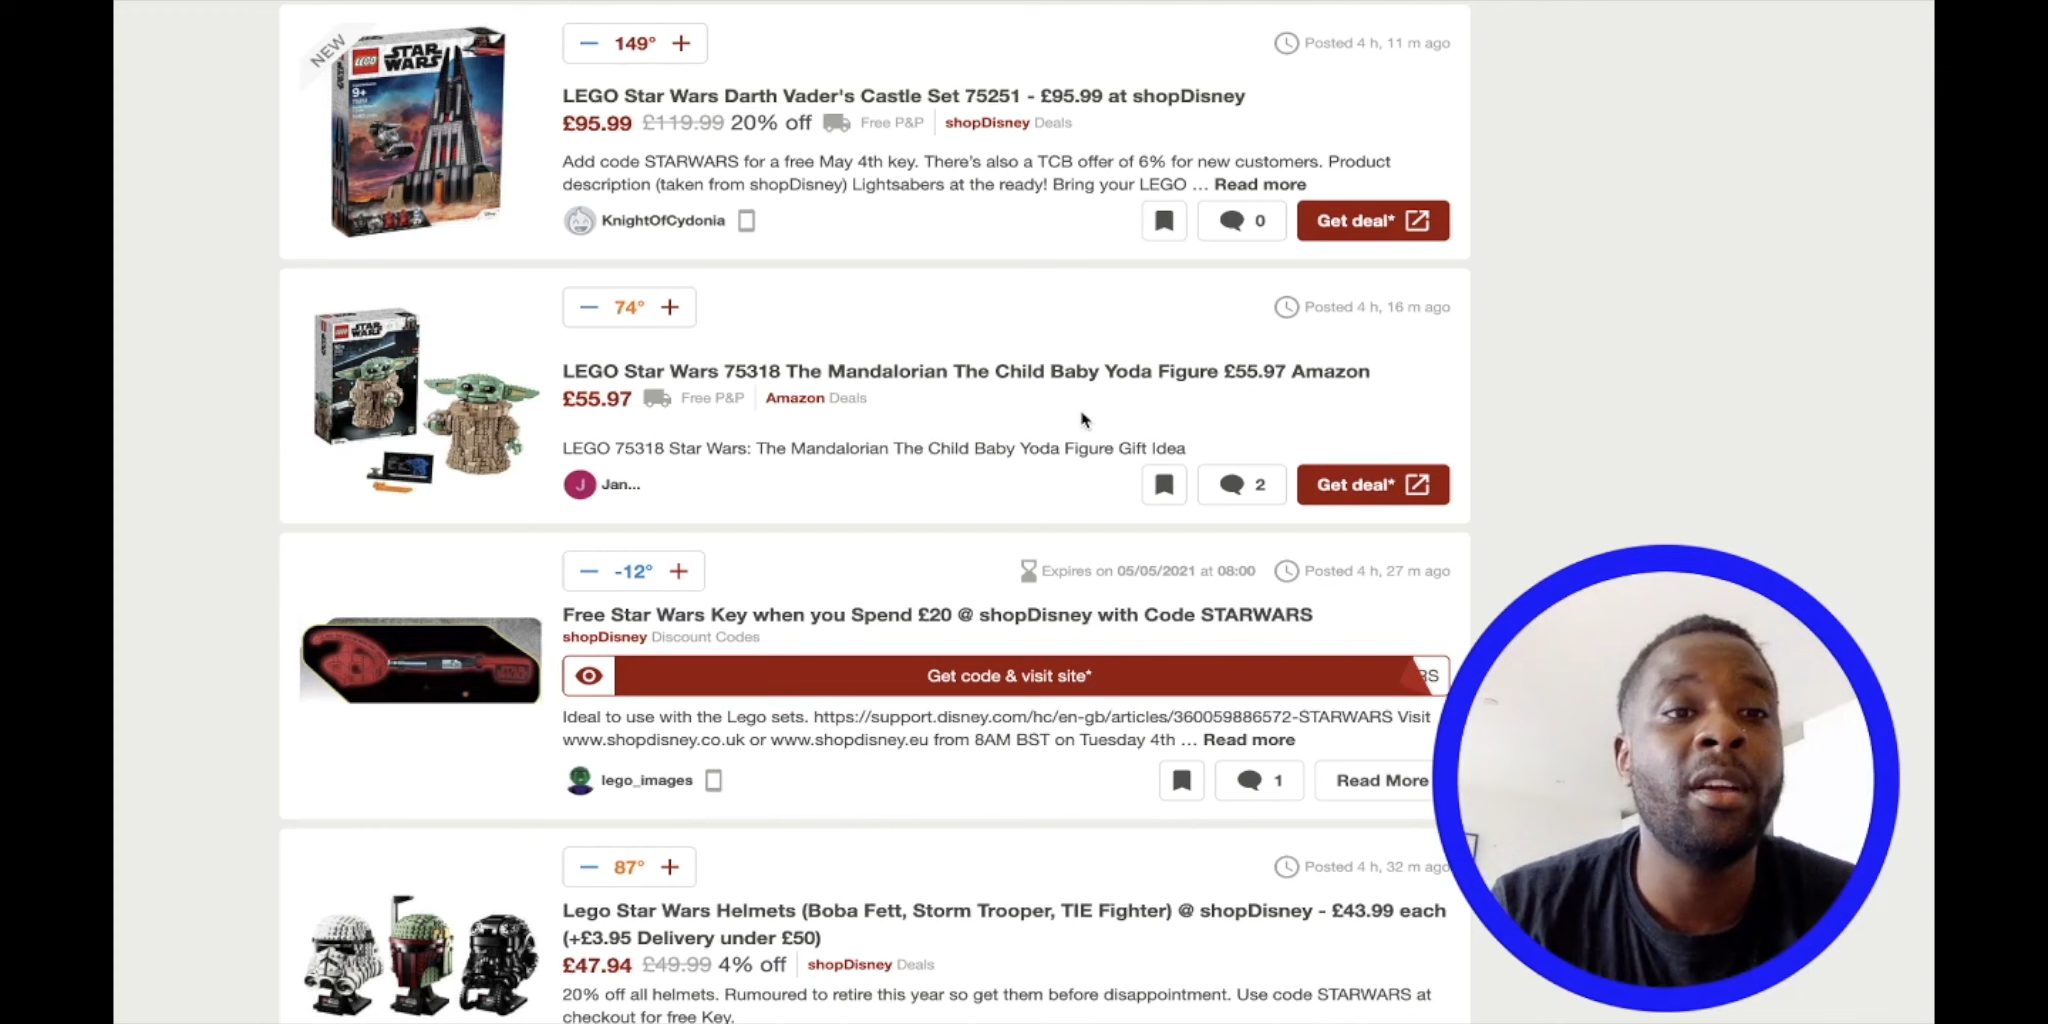 NEW
LEGO STAR WARS
9+
149°
Posted 4 h, 11 m ago
LEGO Star Wars Darth Vader's Castle Set 75251 - £95.99 at shopDisney
£95.99 £119.99 20% off Free P&P shopDisney Deals
Add code STARWARS for a free May 4th key. There's also a TCB offer of 6% for new customers. Product
description (taken from shopDisney) Lightsabers at the ready! Bring your LEGO ... Read more
KnightOfCydonia
0
Get deal*
STAR WARS
74°
Posted 4 h, 16 m ago
LEGO Star Wars 75318 The Mandalorian The Child Baby Yoda Figure £55.97 Amazon
£55.97 Free P&P Amazon Deals
LEGO 75318 Star Wars: The Mandalorian The Child Baby Yoda Figure Gift Idea
J Jan...
2
Get deal*
-12°
Expires on 05/05/2021 at 08:00
Posted 4 h, 27 m ago
Free Star Wars Key when you Spend £20 @ shopDisney with Code STARWARS
shopDisney Discount Codes
Get code & visit site*
RS
Ideal to use with the Lego sets. https://support.disney.com/hc/en-gb/articles/360059886572-STARWARS Visit
www.shopdisney.co.uk or www.shopdisney.eu from 8AM BST on Tuesday 4th ... Read more
lego_images
1
Read More
87°
Posted 4 h, 32 m ago
Lego Star Wars Helmets (Boba Fett, Storm Trooper, TIE Fighter) @ shopDisney - £43.99 each
(+£3.95 Delivery under £50)
£47.94 £49.99 4% off shopDisney Deals
20% off all helmets. Rumoured to retire this year so get them before disappointment. Use code STARWARS at
checkout for free Key.